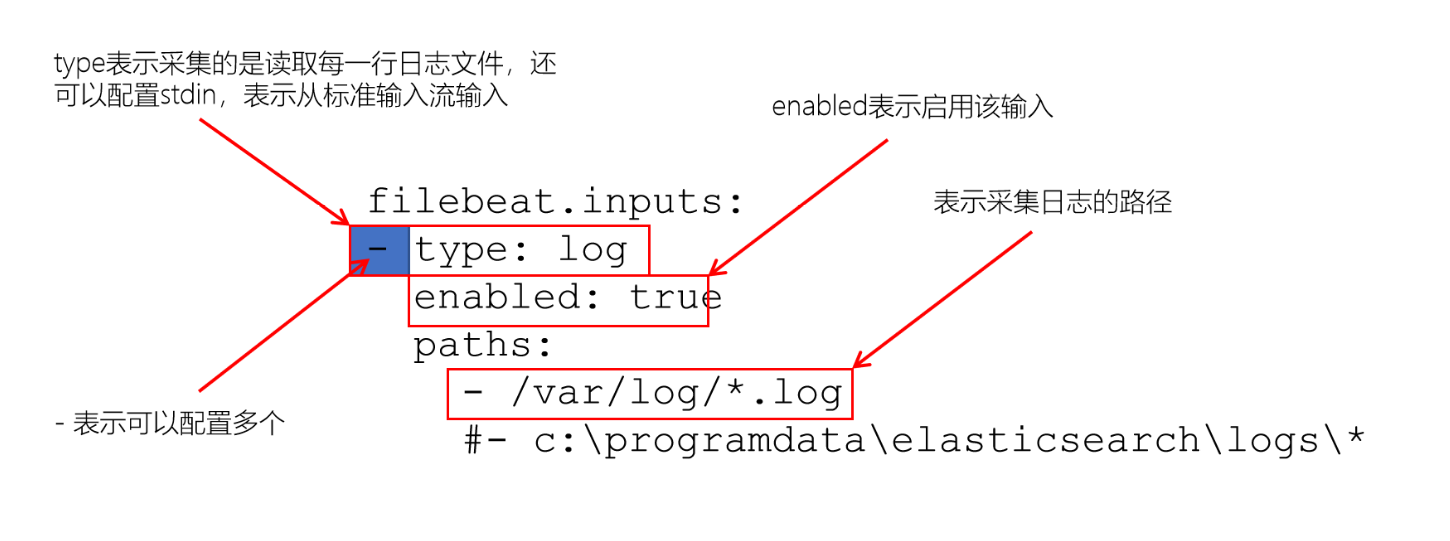 type表示采集的是读取每一行日志文件，还
可以配置stdin，表示从标准输入流输入
enabled表示启用该输入
表示采集日志的路径
filebeat.inputs:
- type: log
enabled: true
paths:
- /var/log/*.log
- 表示可以配置多个
#- c:\programdata\elasticsearch\logs\*